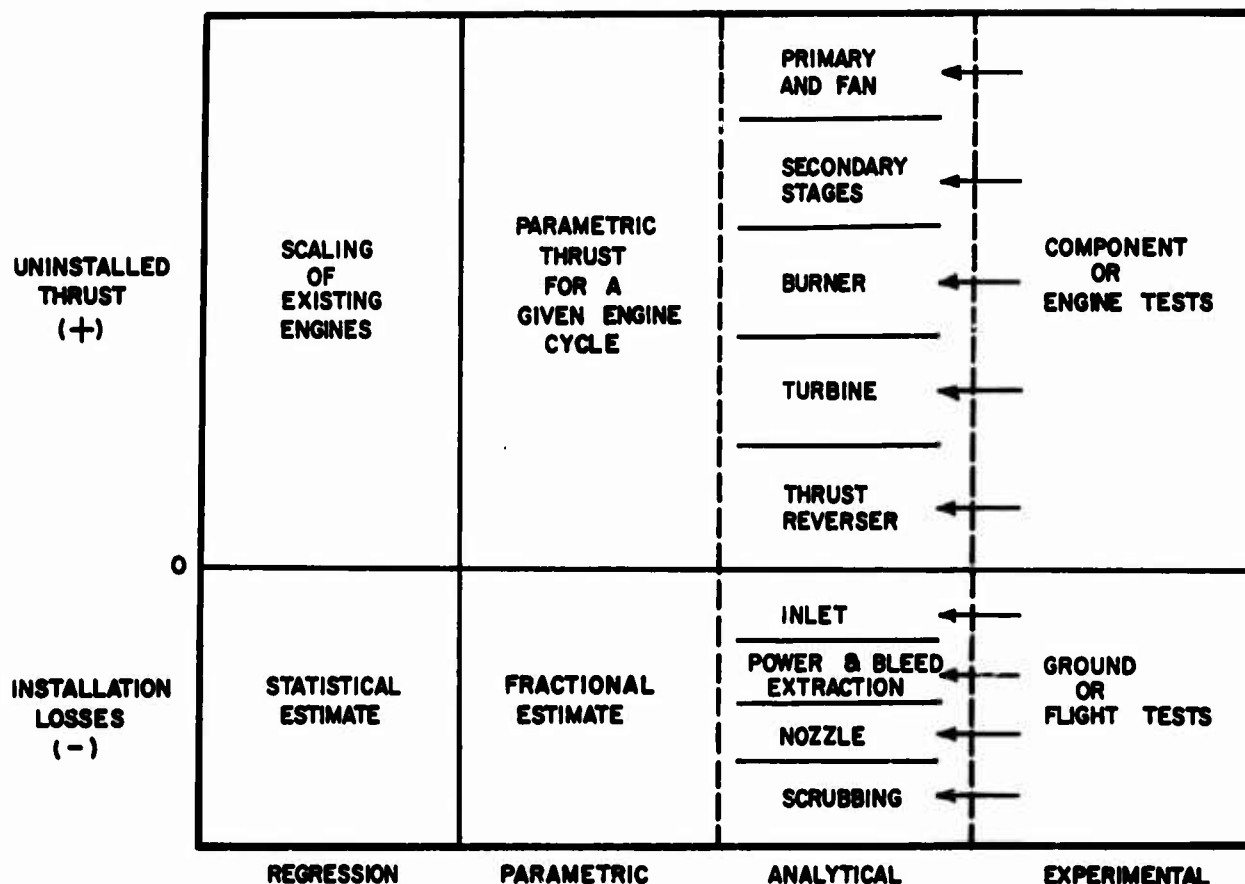 UNINSTALLED
THRUST
(+)
SCALING
OF
EXISTING
ENGINES
PARAMETRIC
THRUST
FOR A
GIVEN ENGINE
CYCLE
PRIMARY
AND FAN
SECONDARY
STAGES
BURNER
TURBINE
THRUST
REVERSER
COMPONENT
OR
ENGINE TESTS
0
INSTALLATION
LOSSES
(-)
STATISTICAL
ESTIMATE
FRACTIONAL
ESTIMATE
INLET
POWER & BLEED
EXTRACTION
NOZZLE
SCRUBBING
GROUND
OR
FLIGHT TESTS
REGRESSION
PARAMETRIC
ANALYTICAL
EXPERIMENTAL